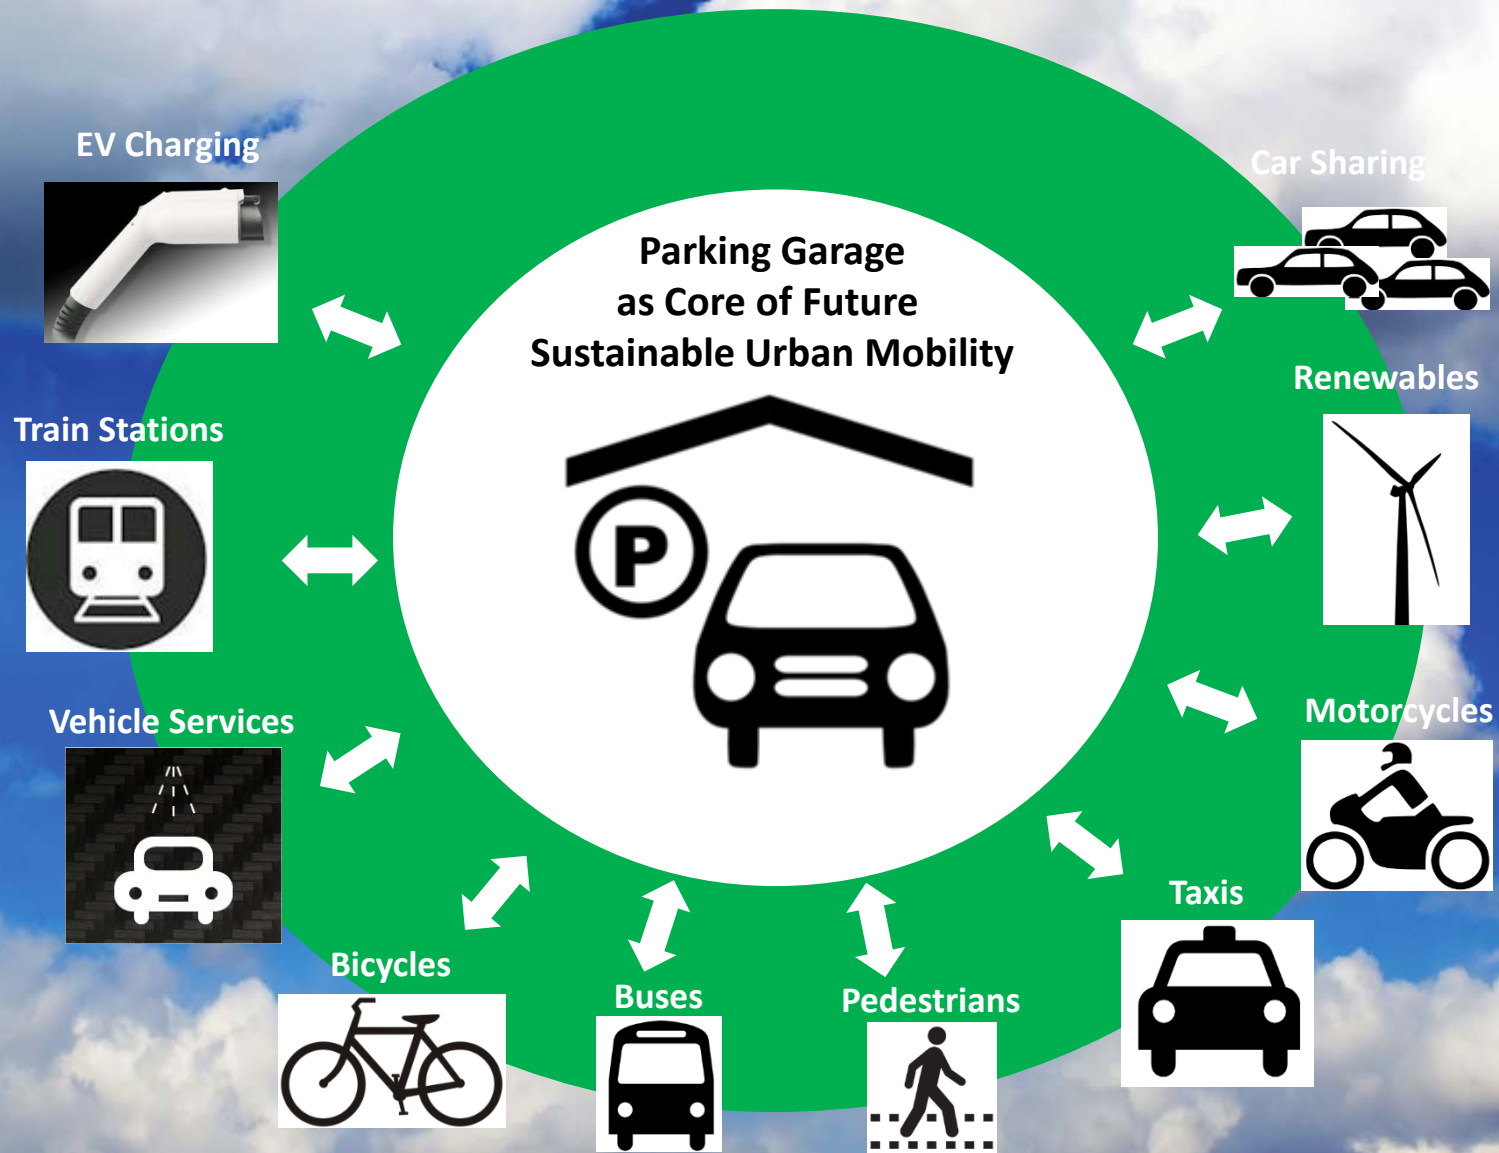 EV Charging
Car Sharing
Parking Garage
as Core of Future
Sustainable Urban Mobility
Renewables
Train Stations
P
Vehicle Services
Motorcycles
Taxis
Bicycles
Buses
Pedestrians